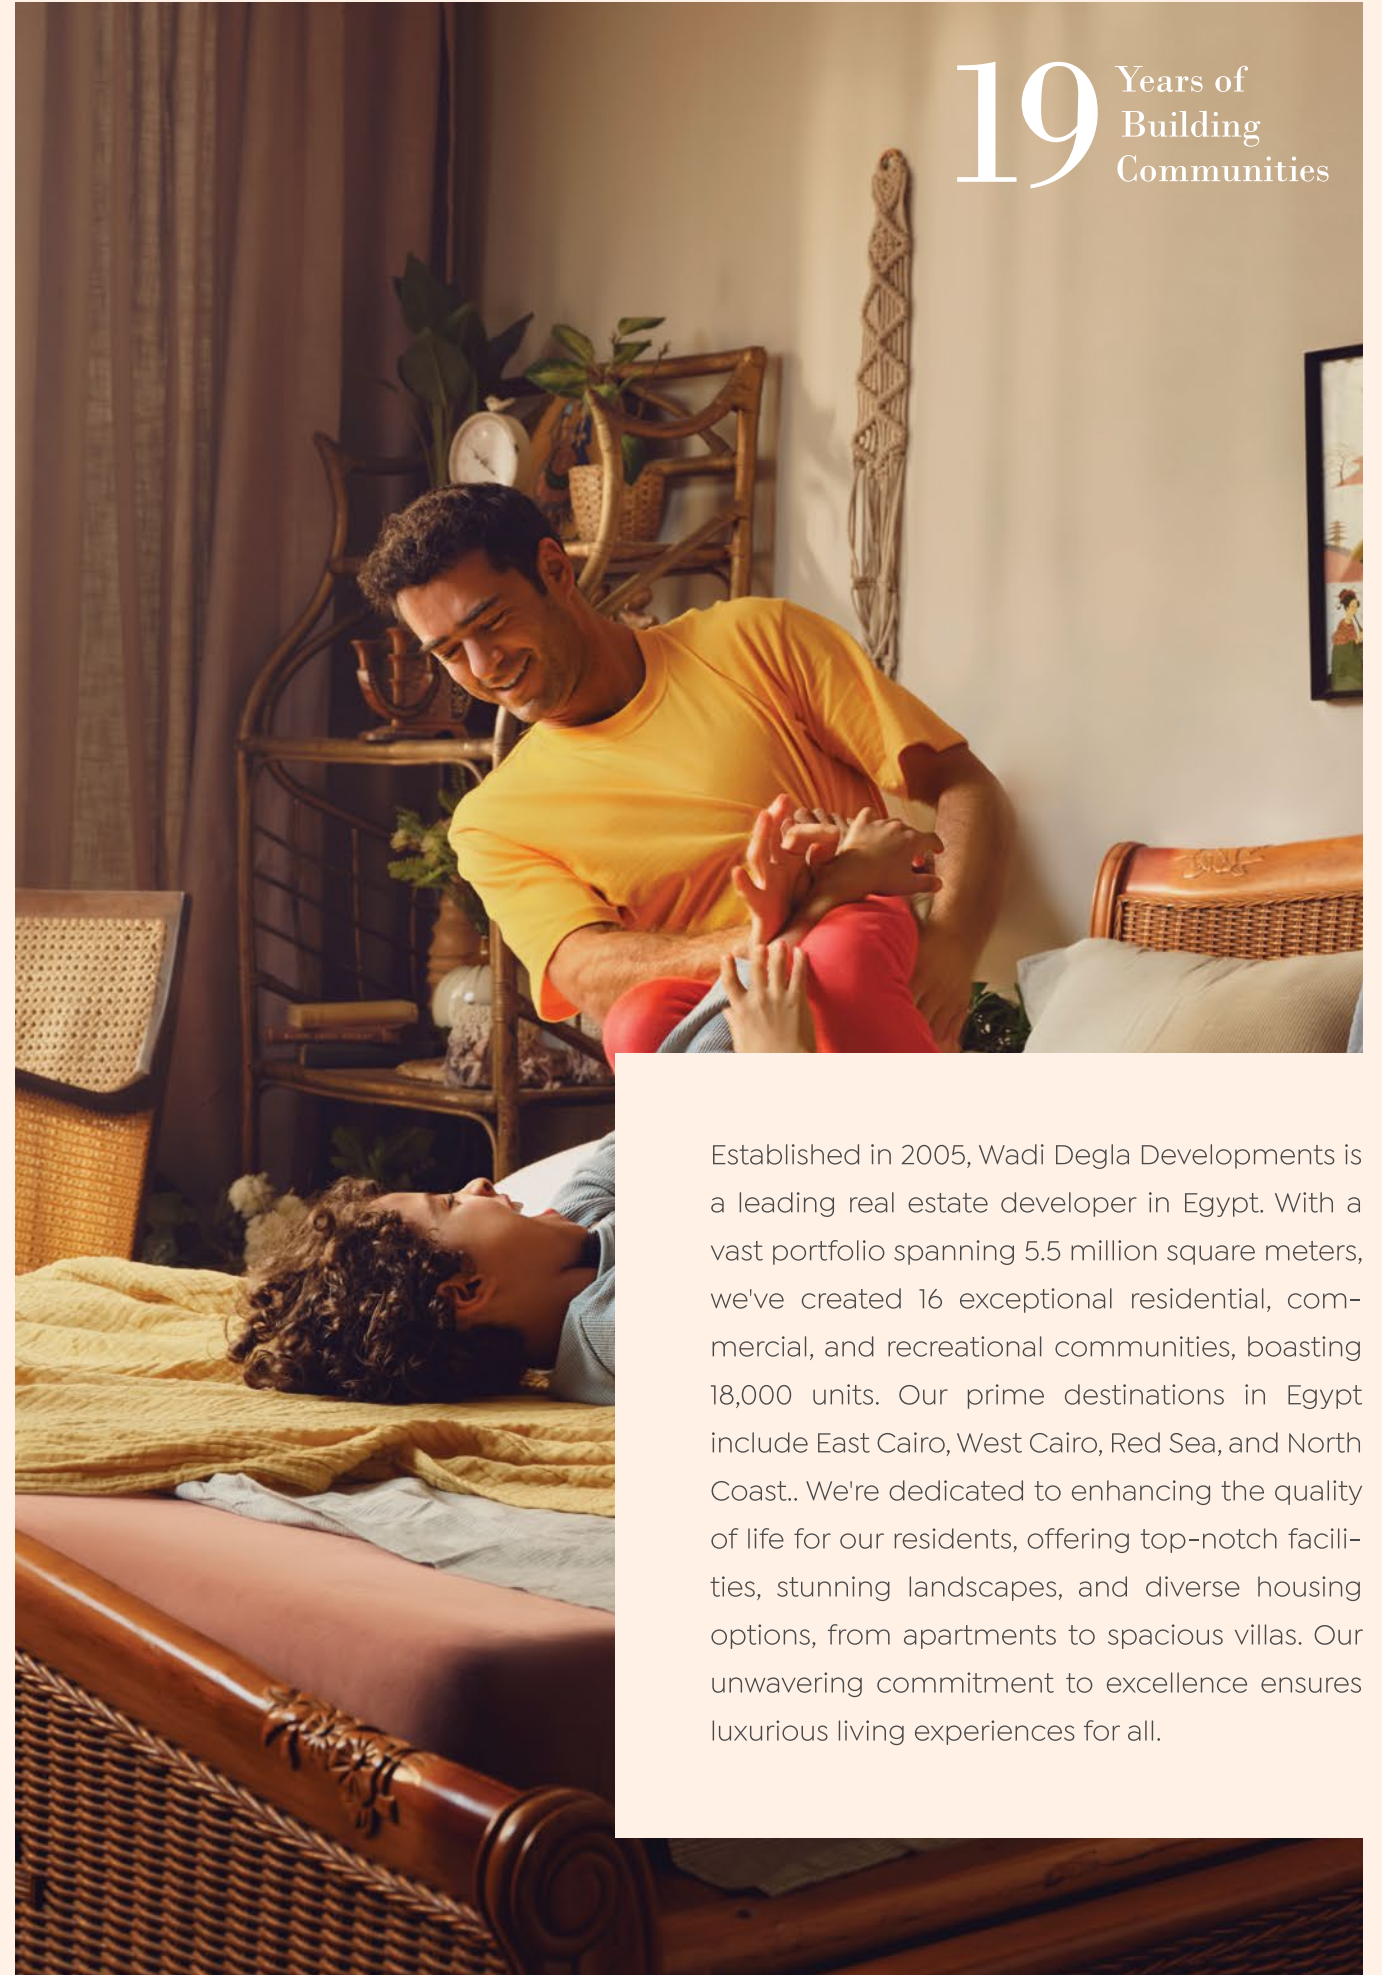 19
Years of
Building
Communities
Established in 2005, Wadi Degla Developments is
a leading real estate developer in Egypt. With a
vast portfolio spanning 5.5 million square meters,
we've created 16 exceptional residential, com-
mercial, and recreational communities, boasting
18,000 units. Our prime destinations in Egypt
include East Cairo, West Cairo, Red Sea, and North
Coast.. We're dedicated to enhancing the quality
of life for our residents, offering top-notch facili-
ties, stunning landscapes, and diverse housing
options, from apartments to spacious villas. Our
unwavering commitment to excellence ensures
luxurious living experiences for all.